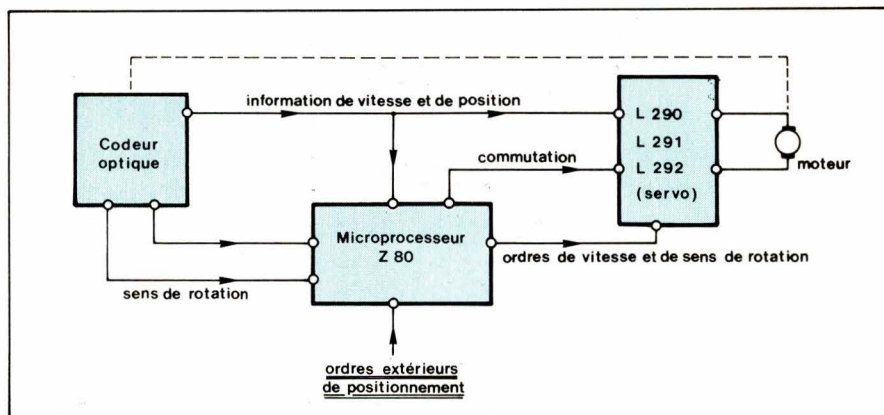 information de vitesse et de position
Codeur
optique
L 290
L 291
L 292
(servo)
moteur
commutation
Microprocesseur
Z 80
ordres de vitesse et de sens de rotation
sens de rotation
ordres extérieurs
de positionnement